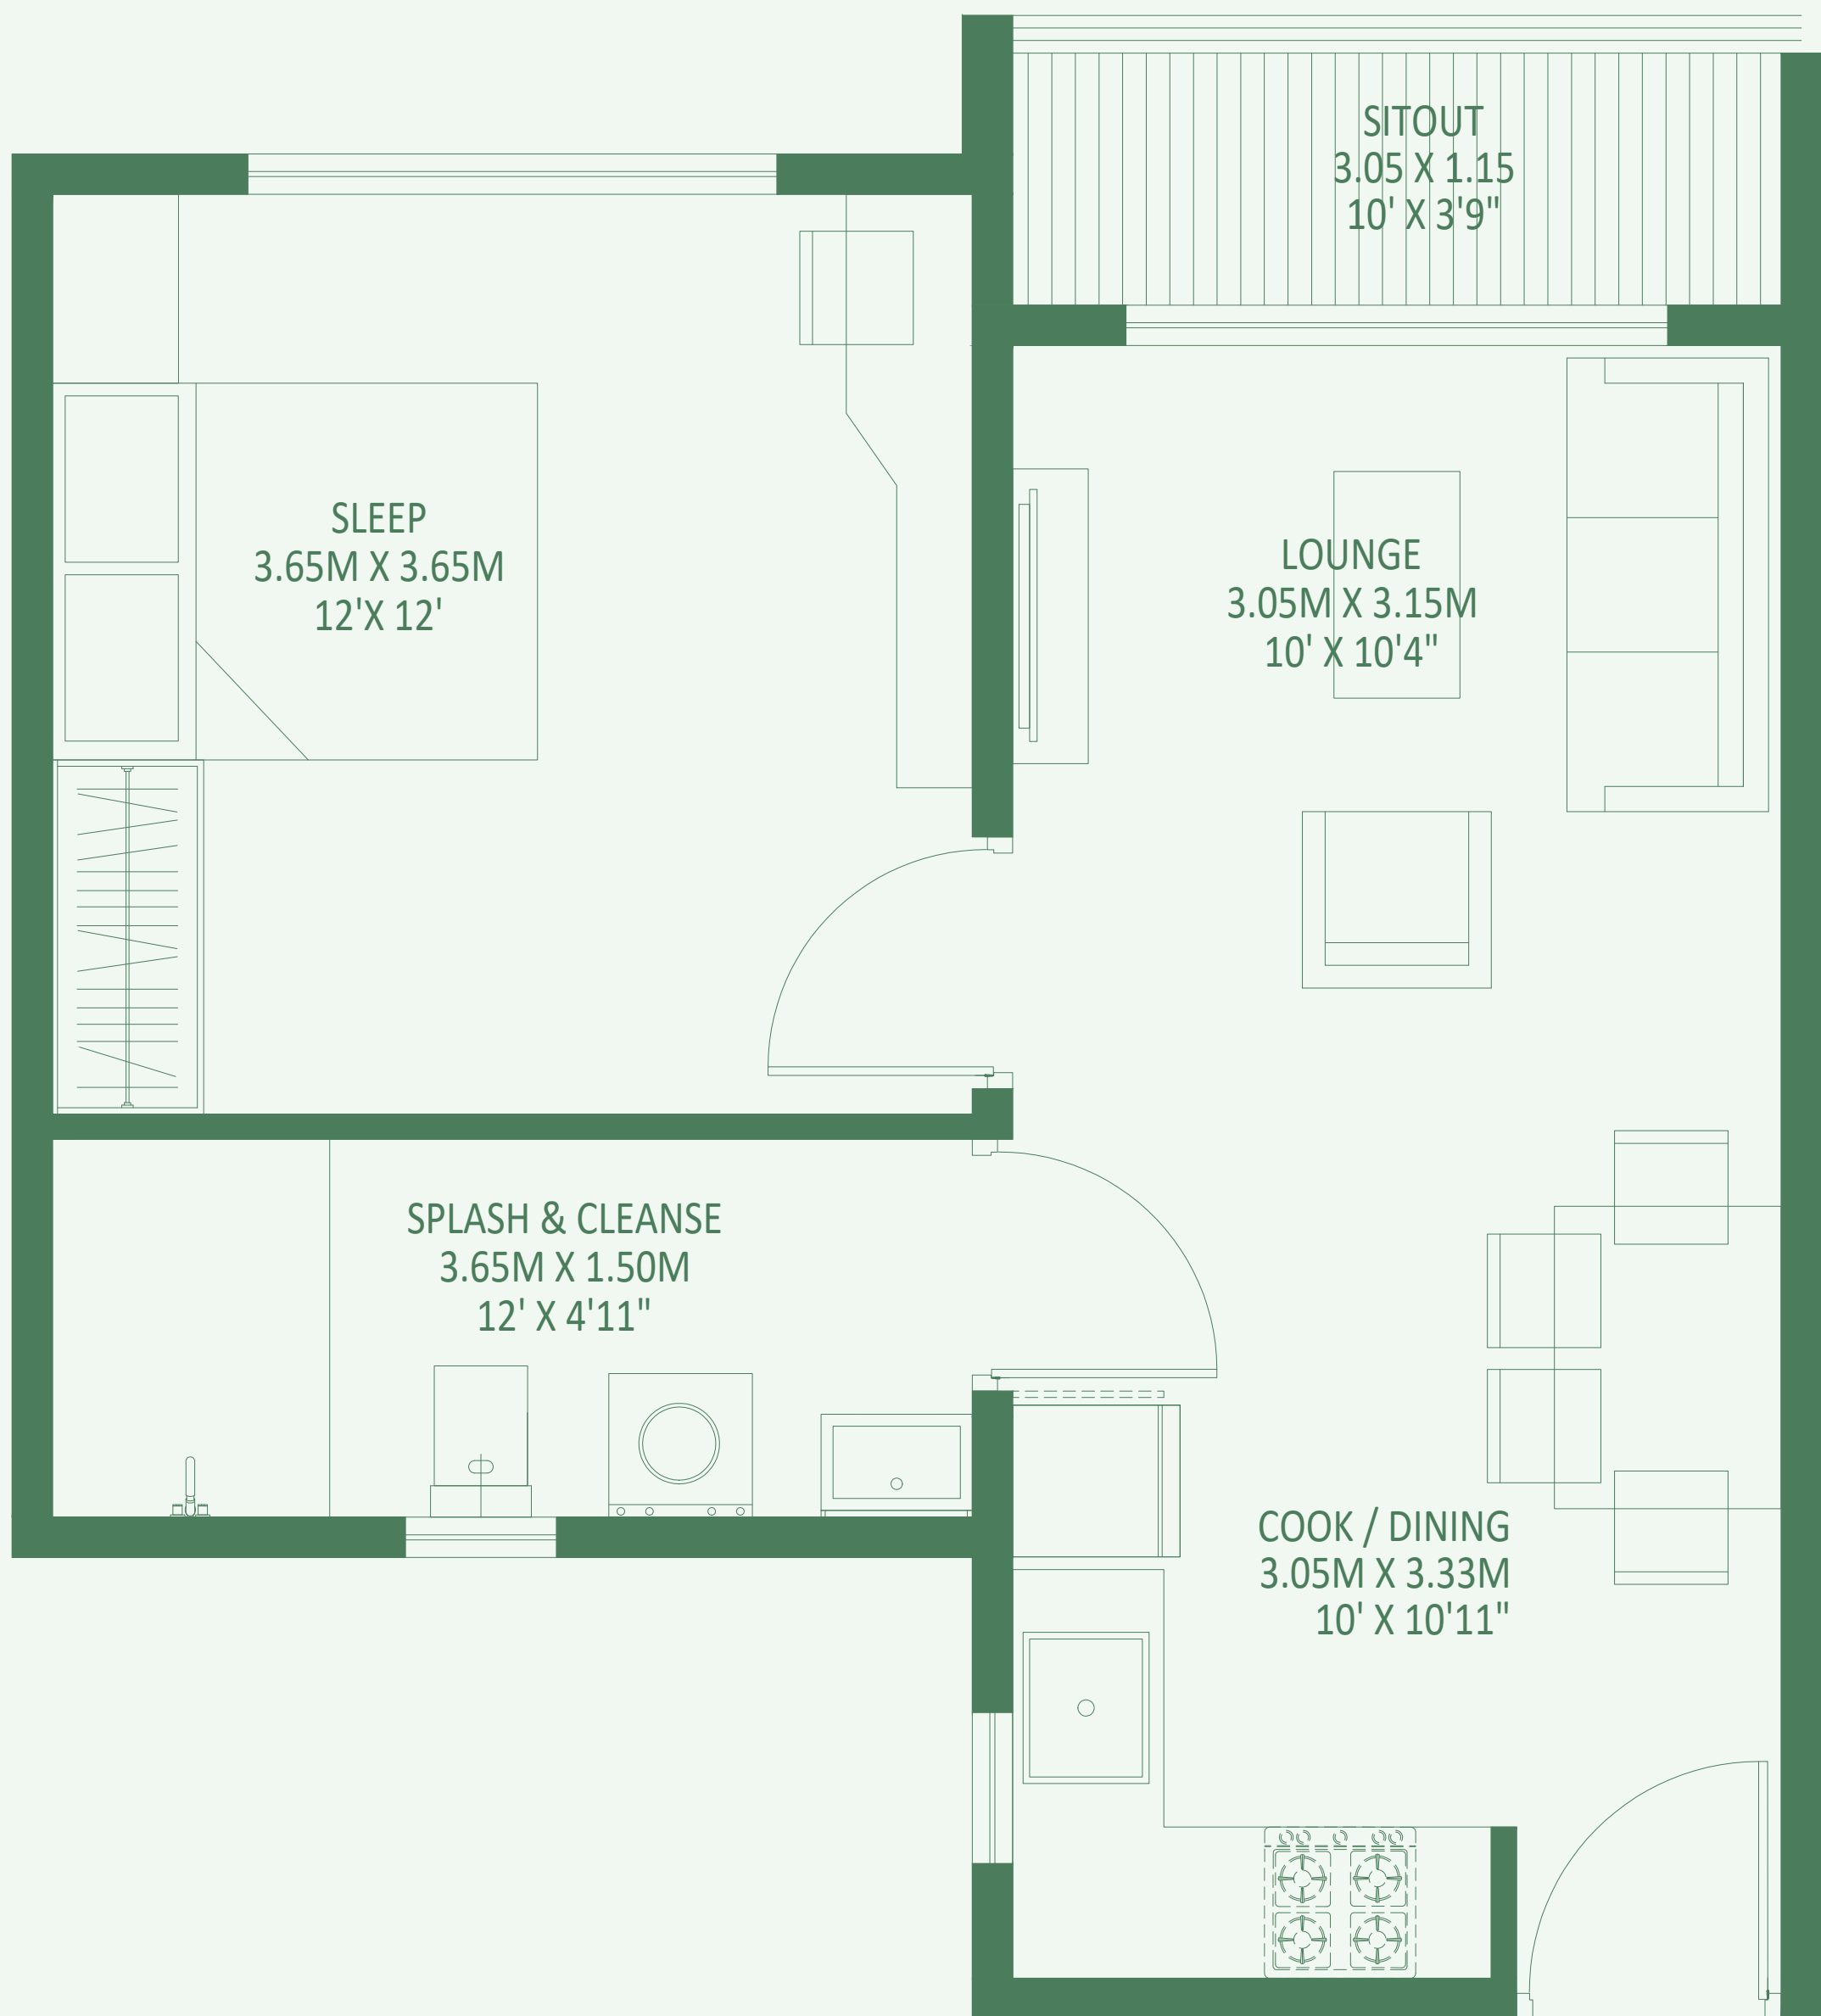 SITOUT
3.05 X 1.15
10' X 3'9"
SLEEP
3.65M X 3.65M
12'X 12'
LOUNGE
3.05M X 3.15M
10' X 10'4"
SPLASH & CLEANSE
3.65M X 1.50M
12' X 4'11"
COOK / DINING
3.05M X 3.33M
10' X 10'11"